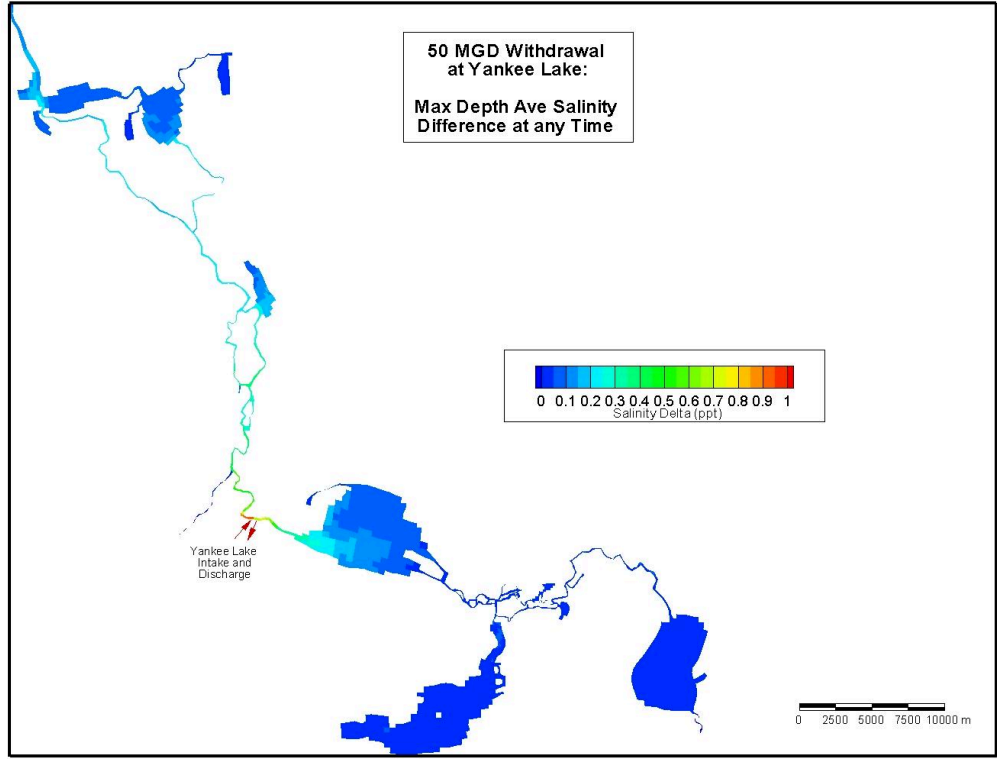 50 MGD Withdrawal
at Yankee Lake:
Max Depth Ave Salinity
Difference at any Time
0 0.1 0.2 0.3 0.4 0.5 0.6 0.7 0.8 0.9 1
Salinity Delta (ppt)
Yankee Lake
Intake and
Discharge
0 2500 5000 7500 10000 m